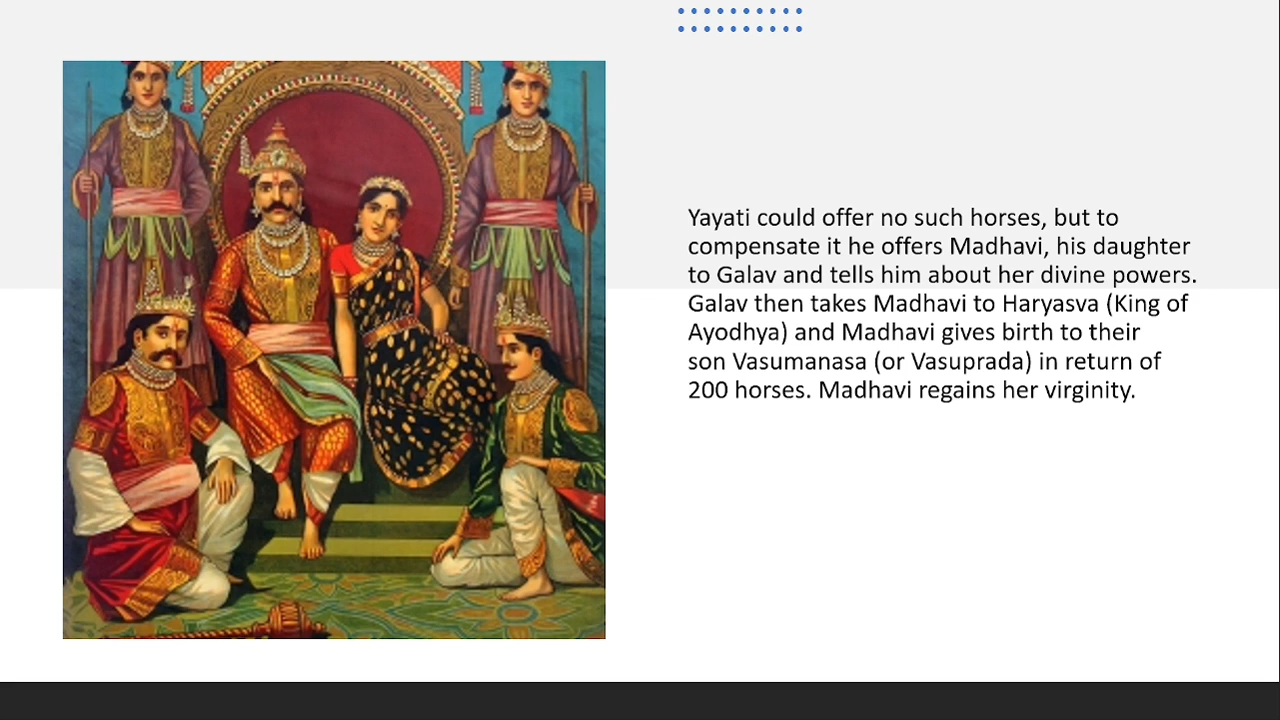 Yayati could offer no such horses, but to
compensate it he offers Madhavi, his daughter
to Galav and tells him about her divine powers.
Galav then takes Madhavi to Haryasva (King of
Ayodhya) and Madhavi gives birth to their
son Vasumanasa (or Vasuprada) in return of
200 horses. Madhavi regains her virginity.